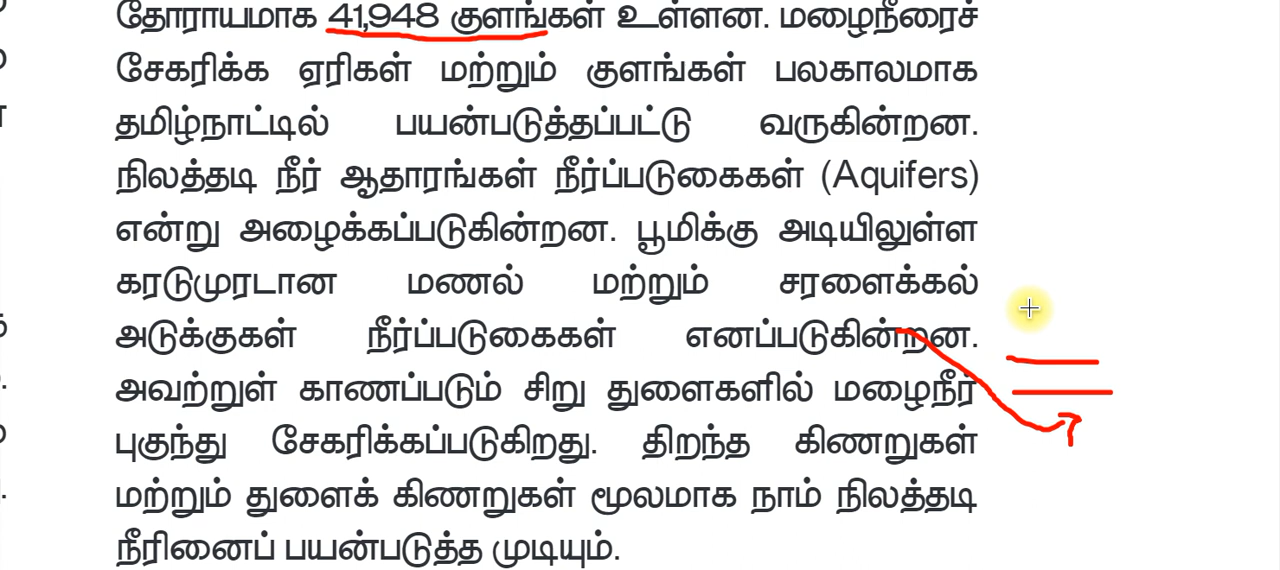 தோராயமாக 41,948 குளங்கள் உள்ளன. மழைநீரைச்
சேகரிக்க ஏரிகள் மற்றும் குளங்கள் பலகாலமாக
தமிழ்நாட்டில் பயன்படுத்தப்பட்டு வருகின்றன.
நிலத்தடி நீர் ஆதாரங்கள் நீர்ப்படுகைகள் (Aquifers)
என்று அழைக்கப்படுகின்றன. பூமிக்கு அடியிலுள்ள
கரடுமுரடான மணல் மற்றும் சரளைக்கல்
அடுக்குகள் நீர்ப்படுகைகள் எனப்படுகின்றன.
அவற்றுள் காணப்படும் சிறு துளைகளில் மழைநீர்
புகுந்து சேகரிக்கப்படுகிறது. திறந்த கிணறுகள்
மற்றும் துளைக் கிணறுகள் மூலமாக நாம் நிலத்தடி
நீரினைப் பயன்படுத்த முடியும்.